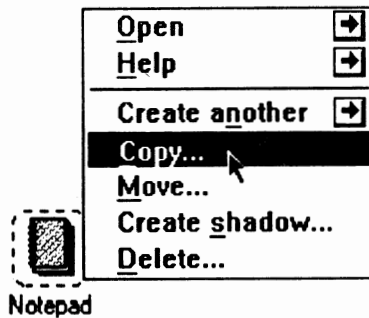 Open
Help
Create another
Copy...
Move...
Create shadow...
Delete...
Notepad